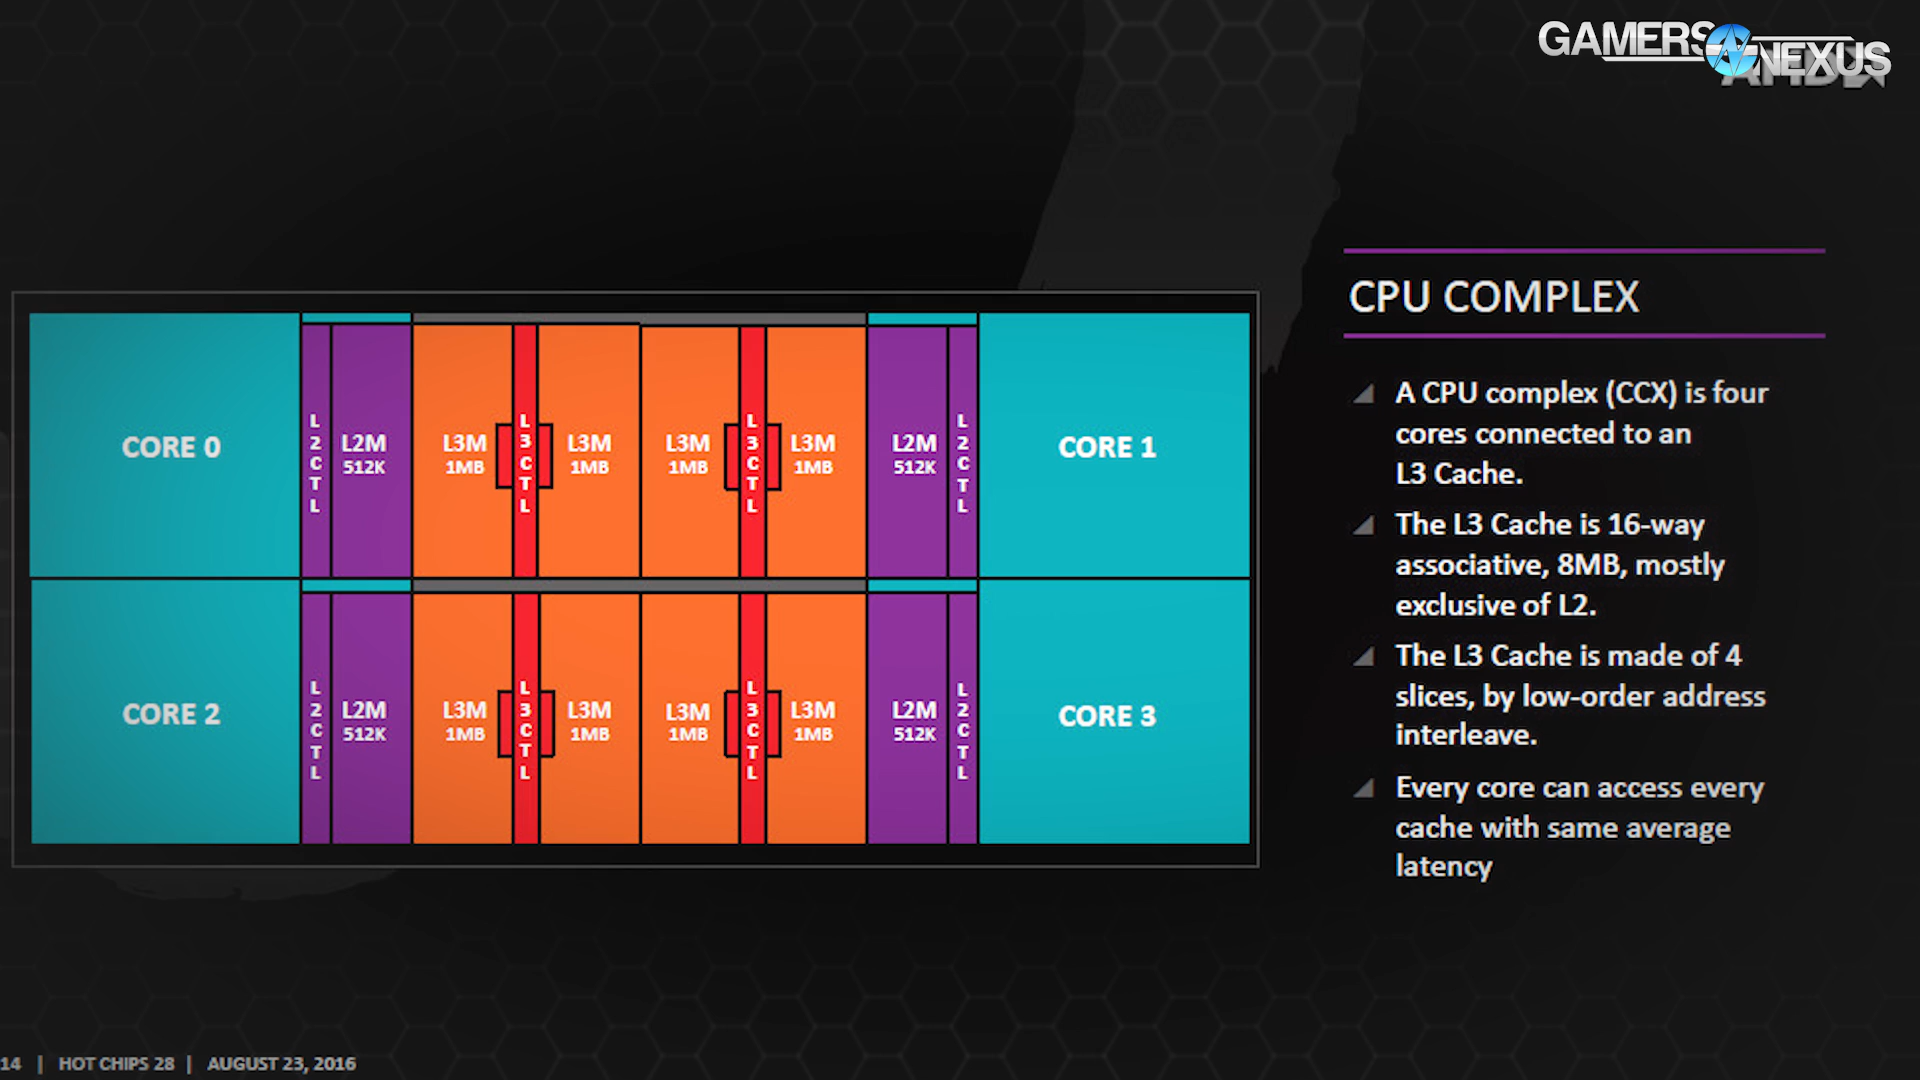 GAMERS NEXUS
AMD
CPU COMPLEX
A CPU complex (CCX) is four
cores connected to an
L3 Cache.
The L3 Cache is 16-way
associative, 8MB, mostly
exclusive of L2.
The L3 Cache is made of 4
slices, by low-order address
interleave.
Every core can access every
cache with same average
latency
CORE 0
L2CTL
L2M
512K
L3M
1MB
L3CTL
L3M
1MB
L3M
1MB
L3CTL
L3M
1MB
L2M
512K
L2CTL
CORE 1
CORE 2
L2CTL
L2M
512K
L3M
1MB
L3CTL
L3M
1MB
L3M
1MB
L3CTL
L3M
1MB
L2M
512K
L2CTL
CORE 3
14 | HOT CHIPS 28 | AUGUST 23, 2016